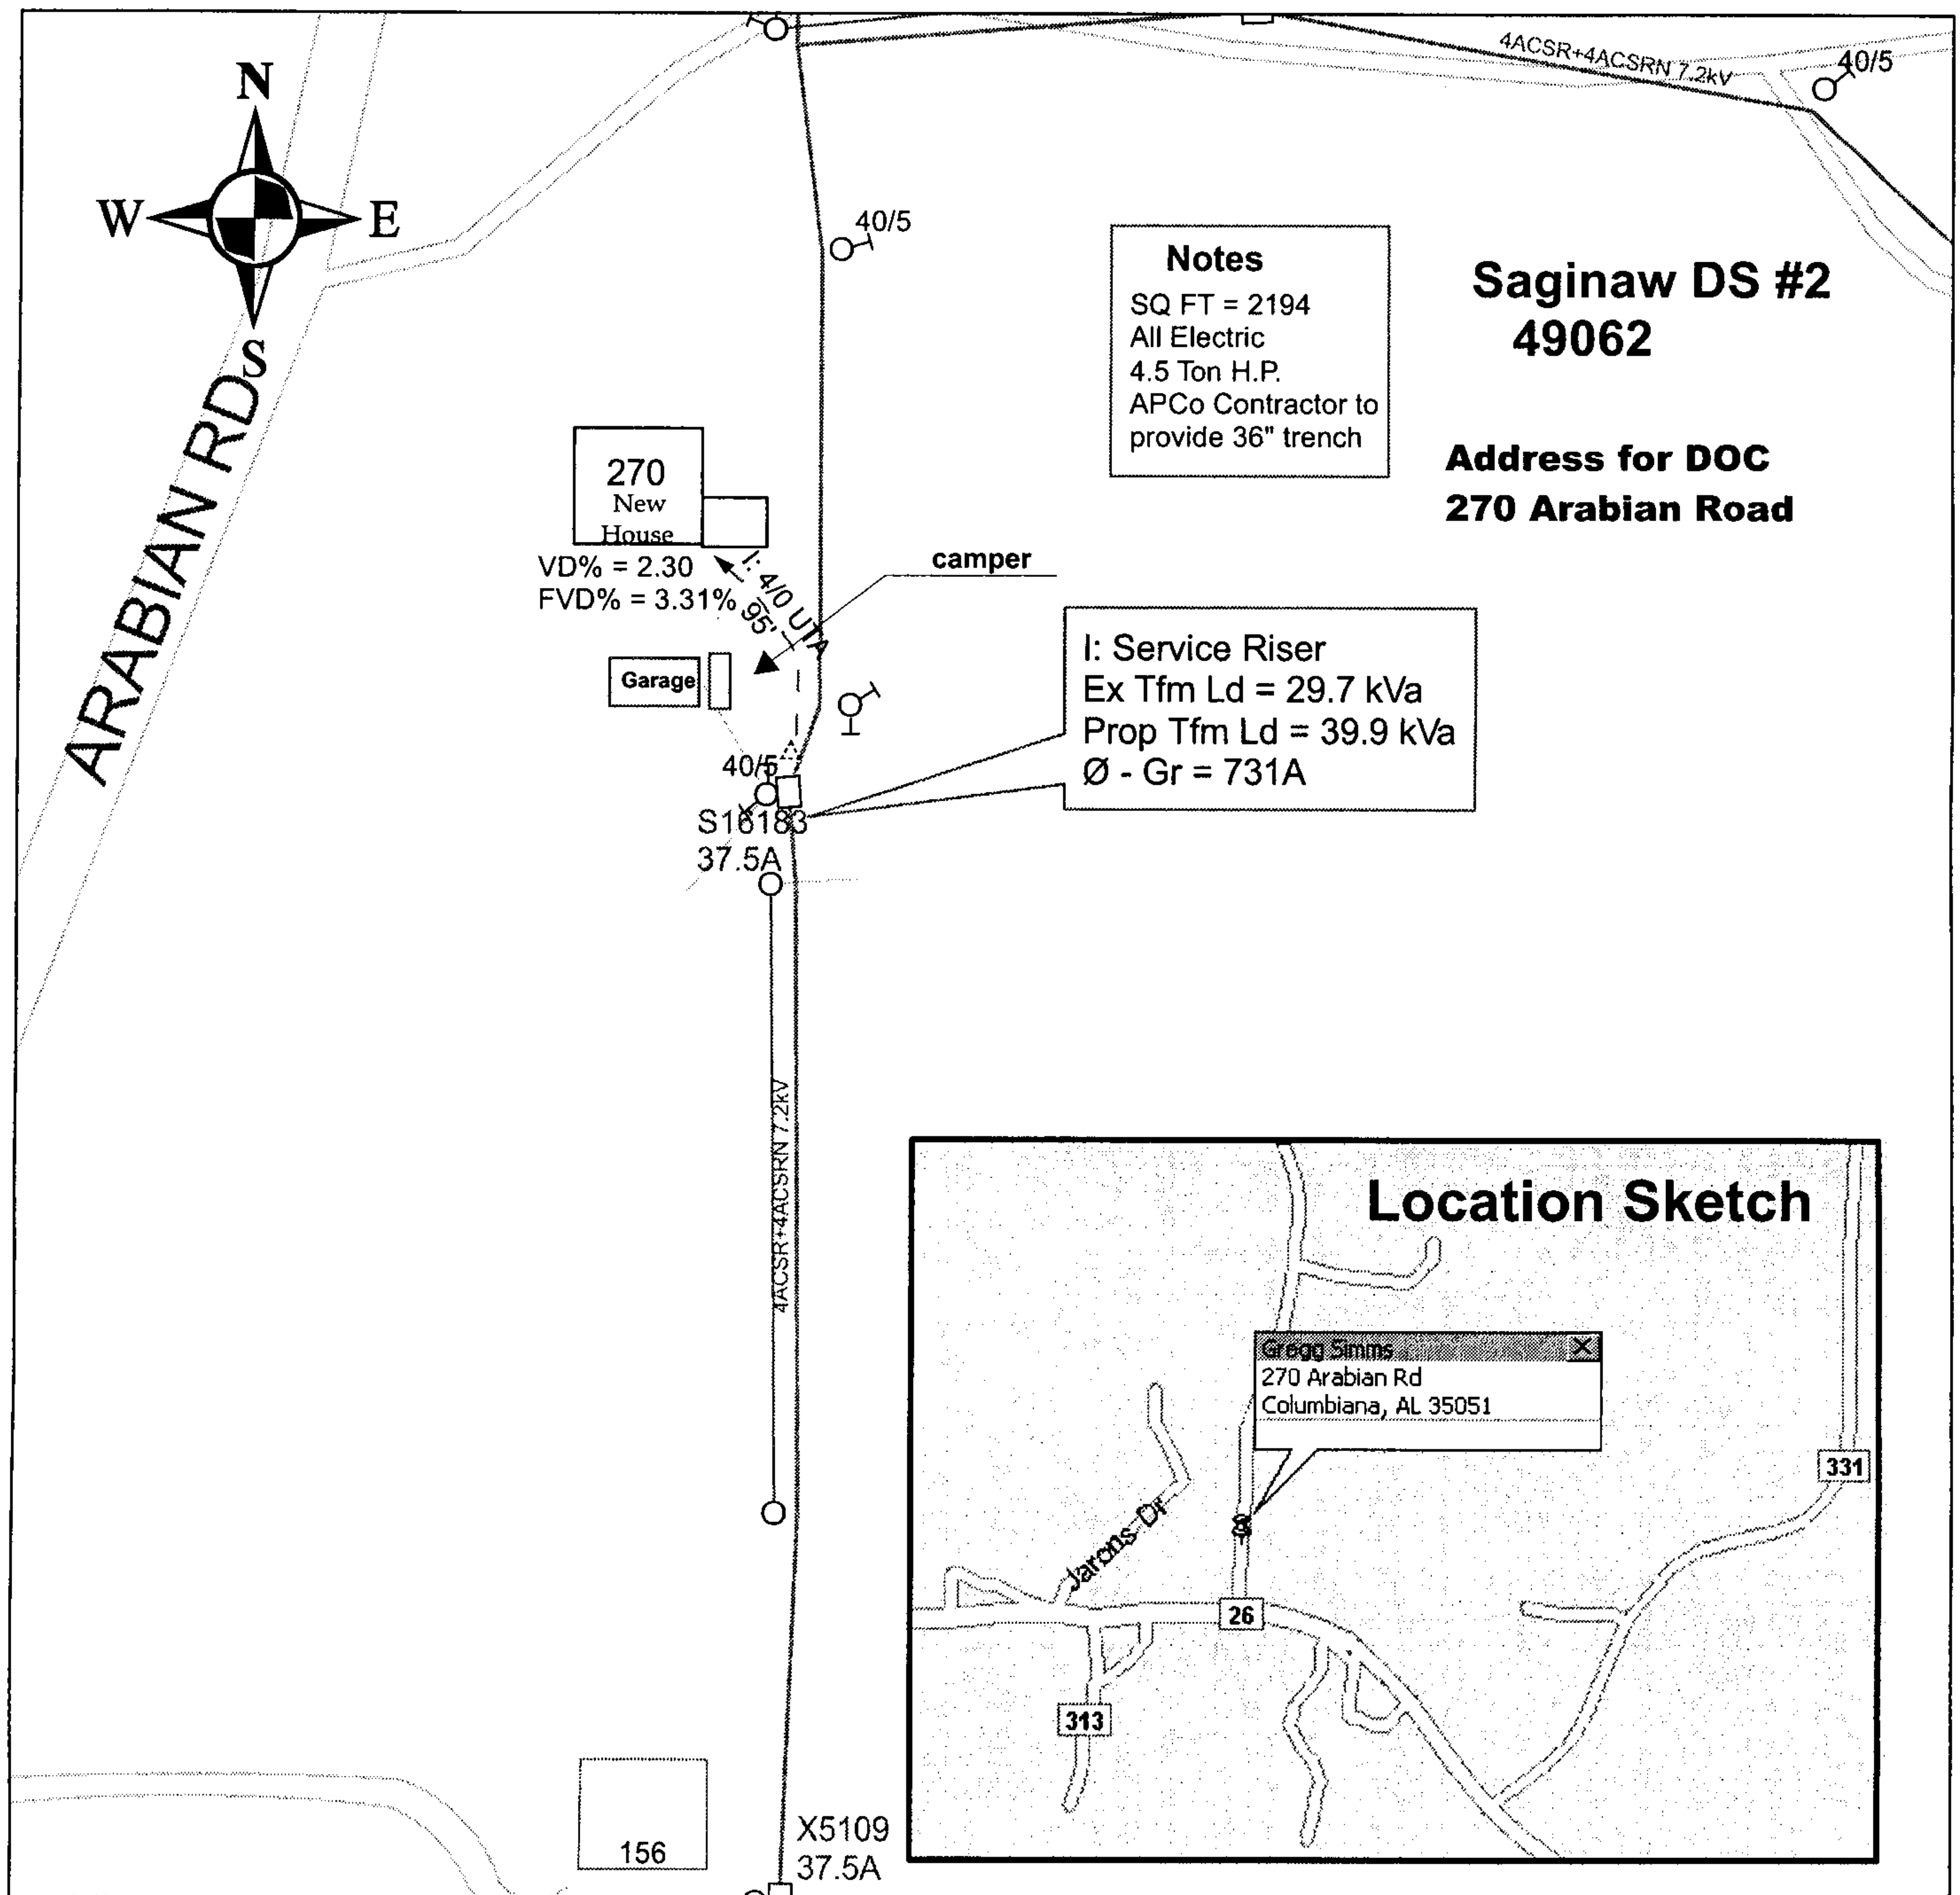 4ACSR+4ACSRN 7.2kV
40/5
N
W
E
S
40/5
Notes
SQ FT = 2194
All Electric
4.5 Ton H.P.
APCo Contractor to
provide 36" trench
Saginaw DS #2
49062
Address for DOC
270 Arabian Road
ARABIAN RD
270
New
House
VD% = 2.30
FVD% = 3.31%
I: 4/0 UTA
95'
camper
Garage
I: Service Riser
Ex Tfm Ld = 29.7 kVa
Prop Tfm Ld = 39.9 kVa
Ø - Gr = 731A
40/5
S16183
37.5A
4ACSR+4ACSRN 7.2kV
Location Sketch
Gregg Simms
270 Arabian Rd
Columbiana, AL 35051
331
Jarons Dr
26
313
156
X5109
37.5A